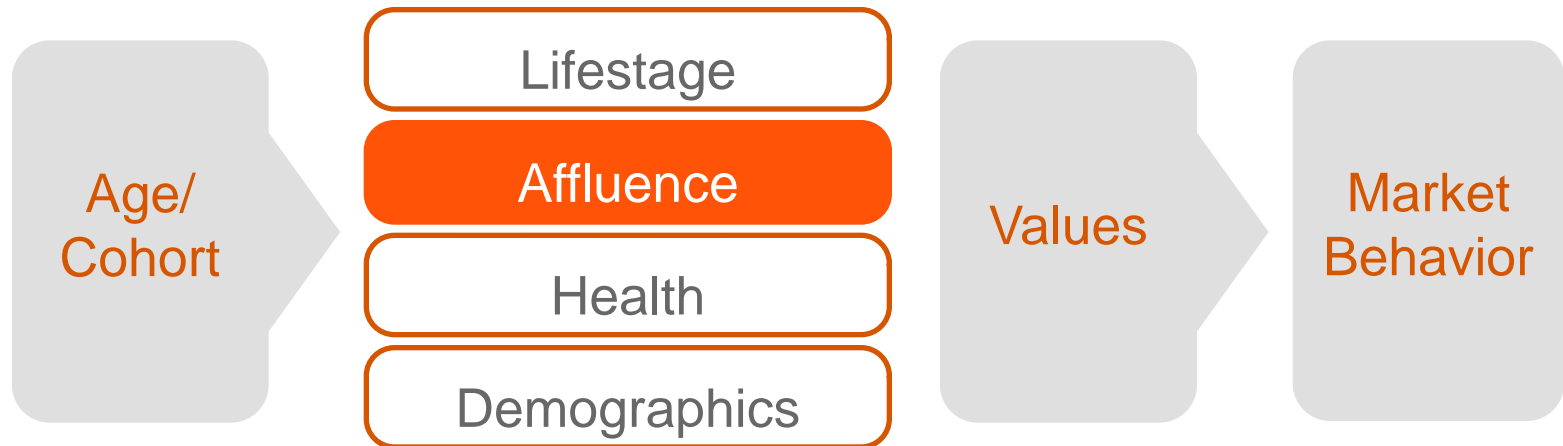 Age/
Cohort
Lifestage
Affluence
Health
Demographics
Values
Market
Behavior